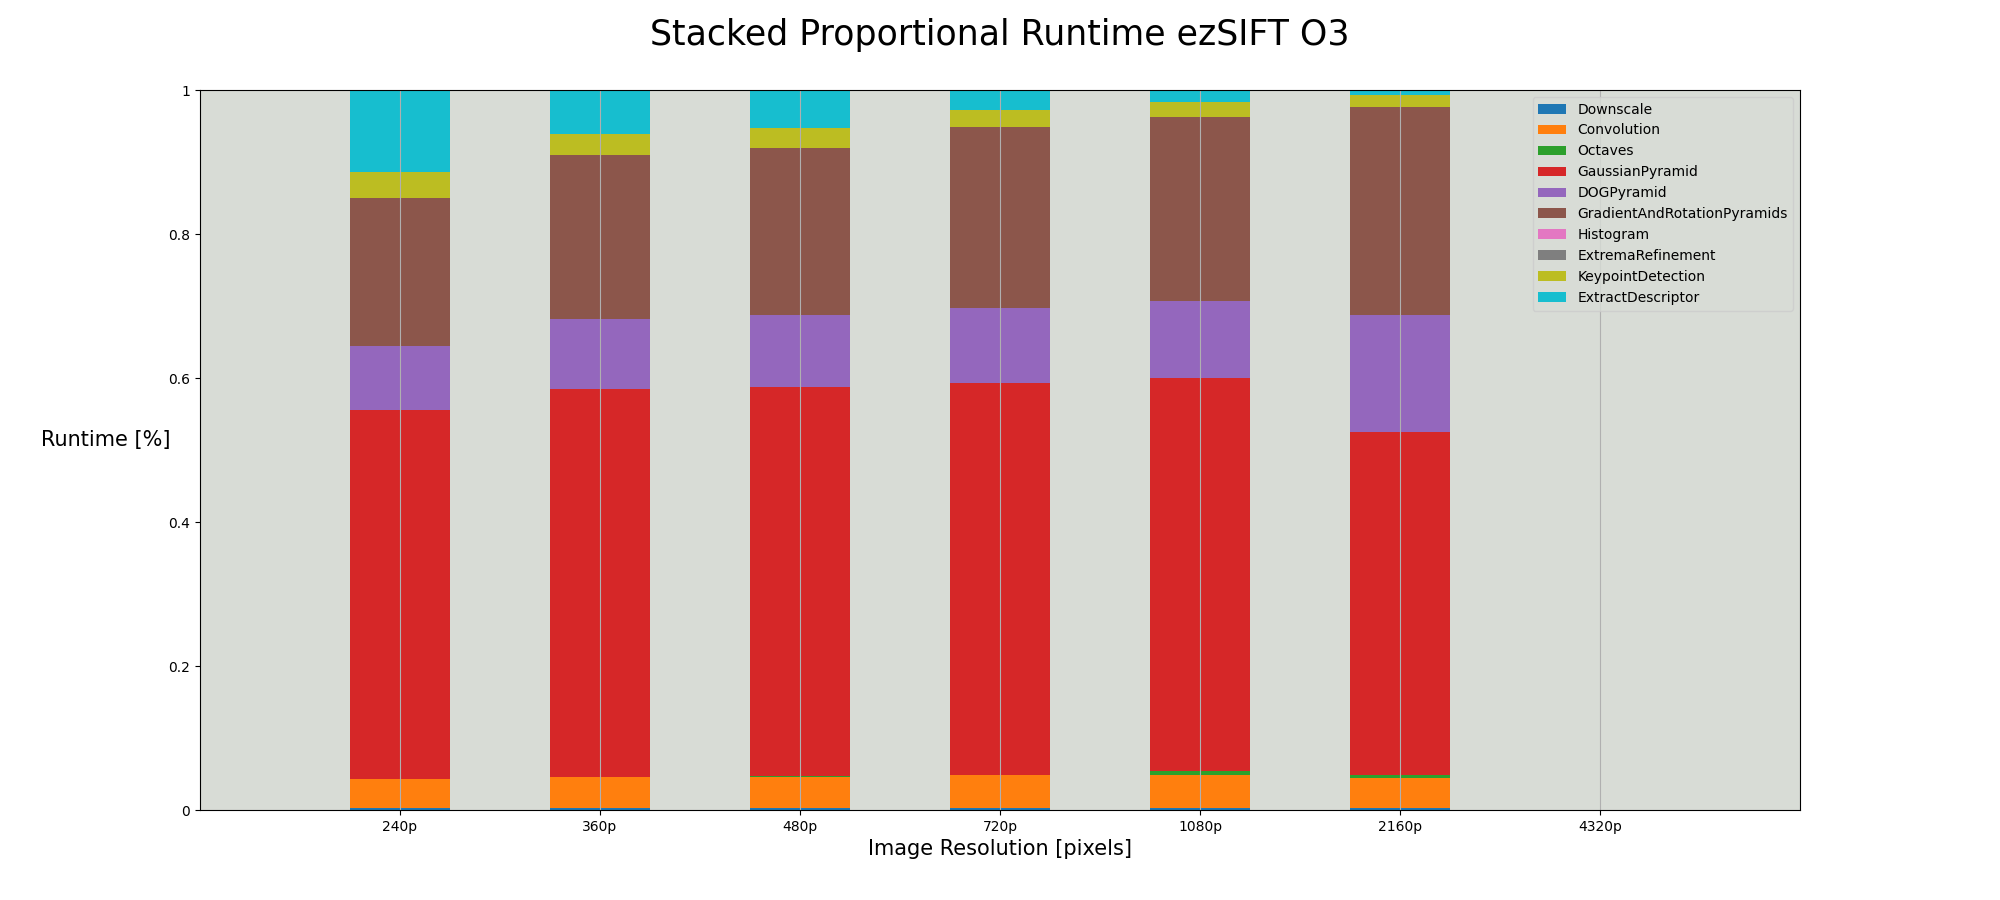 Stacked Proportional Runtime ezSIFT O3
1
0.8
0.6
0.4
0.2
0
Runtime [%]
Downscale
Convolution
Octaves
GaussianPyramid
DOGPyramid
GradientAndRotationPyramids
Histogram
ExtremaRefinement
KeypointDetection
ExtractDescriptor
240p 360p 480p 720p 1080p 2160p 4320p
Image Resolution [pixels]